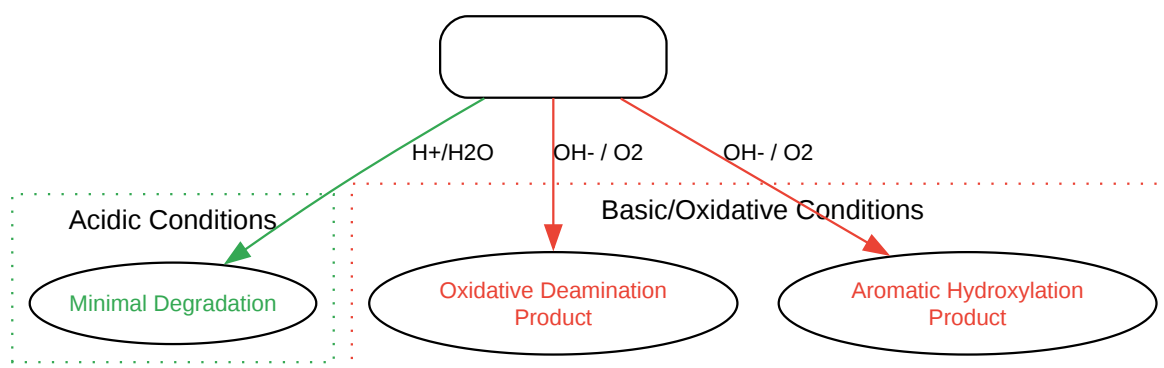 H+/H2O
OH- / O2
OH- / O2
Acidic Conditions
Basic/Oxidative Conditions
Minimal Degradation
Oxidative Deamination
Product
Aromatic Hydroxylation
Product